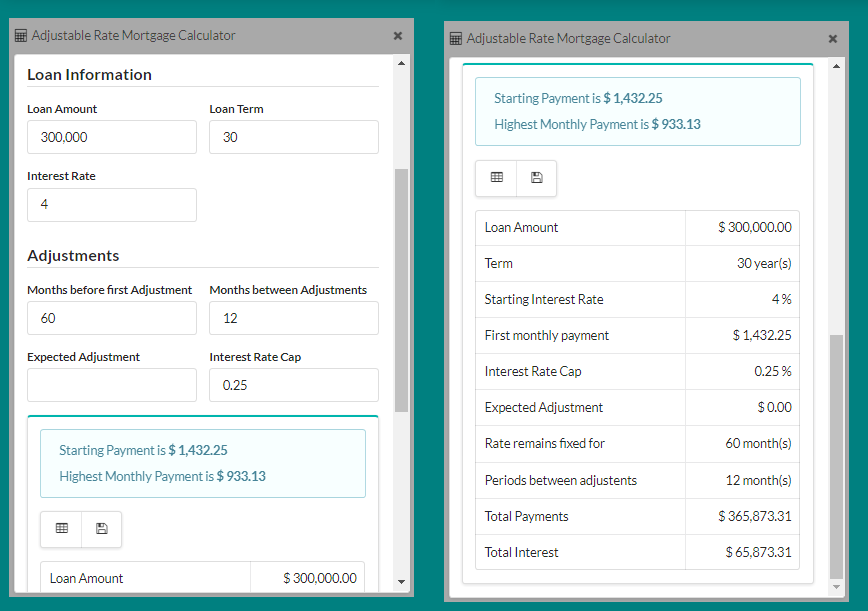 Adjustable Rate Mortgage Calculator
Loan Information
Loan Amount Loan Term
300,000 30
Interest Rate
4
Adjustments
Months before first Adjustment Months between Adjustments
60 12
Expected Adjustment Interest Rate Cap
0.25
Starting Payment is $ 1,432.25
Highest Monthly Payment is $ 933.13
Loan Amount $ 300,000.00
Adjustable Rate Mortgage Calculator
Starting Payment is $ 1,432.25
Highest Monthly Payment is $ 933.13
Loan Amount $ 300,000.00
Term 30 year(s)
Starting Interest Rate 4 %
First monthly payment $ 1,432.25
Interest Rate Cap 0.25 %
Expected Adjustment $ 0.00
Rate remains fixed for 60 month(s)
Periods between adjustents 12 month(s)
Total Payments $ 365,873.31
Total Interest $ 65,873.31